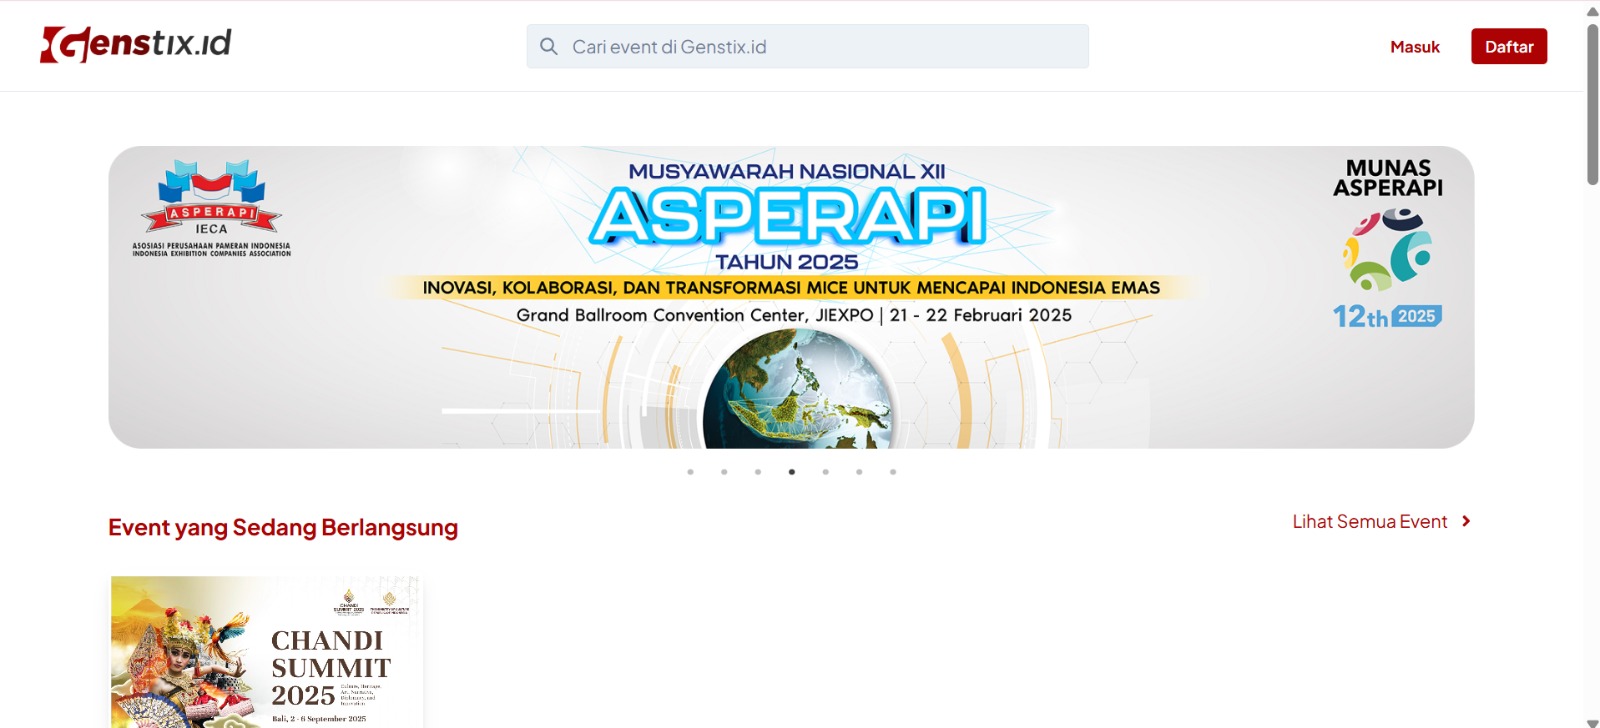 Genstix.id
Cari event di Genstix.id
Masuk
Daftar
ASPERAPI
IECA
ASOSIASI PERUSAHAAN PAMERAN INDONESIA
INDONESIA EXHIBITION COMPANIES ASSOCIATION
MUSYAWARAH NASIONAL XII
ASPERAPI
TAHUN 2025
INOVASI, KOLABORASI, DAN TRANSFORMASI MICE UNTUK MENCAPAI INDONESIA EMAS
Grand Ballroom Convention Center, JIEXPO | 21 - 22 Februari 2025
MUNAS
ASPERAPI
12th 2025
Event yang Sedang Berlangsung
Lihat Semua Event
CHANDI
SUMMIT
2025
Bali, 2 - 6 September 2025